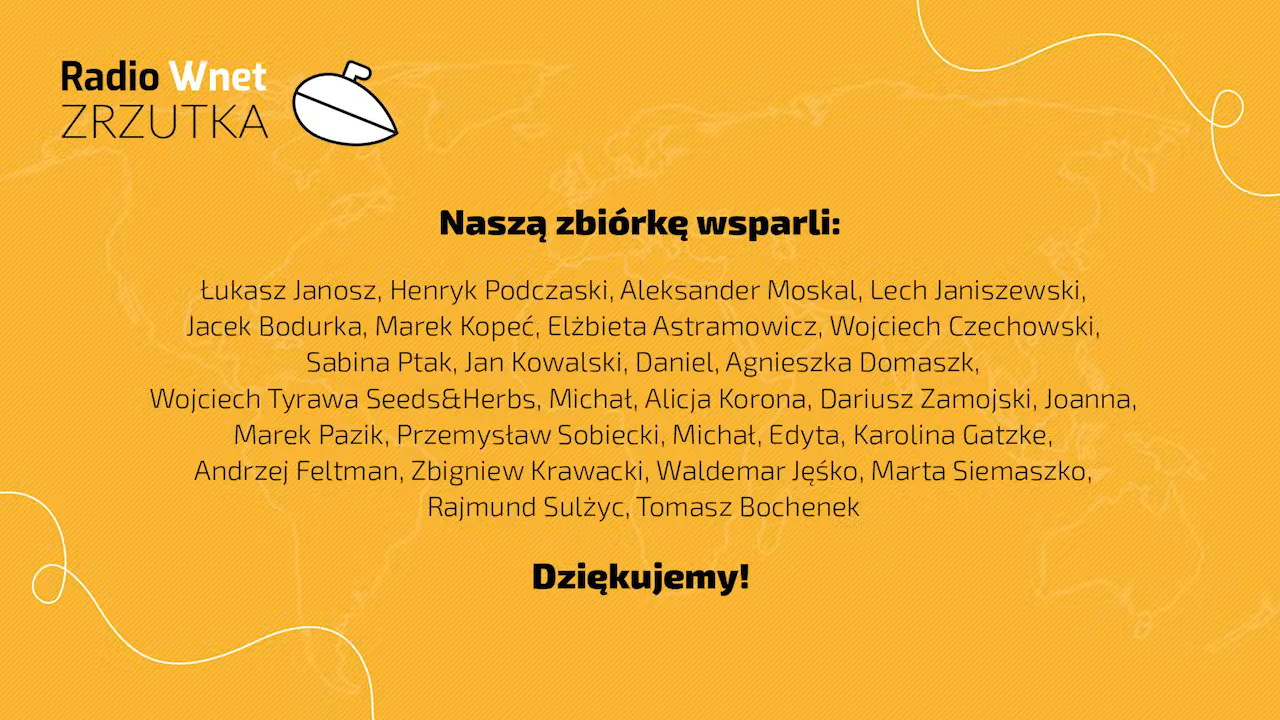 Radio Wnet
ZRZUTKA
Naszą zbiórkę wsparli:
Łukasz Janosz, Henryk Podczaski, Aleksander Moskal, Lech Janiszewski,
Jacek Bodurka, Marek Kopeć, Elżbieta Astramowicz, Wojciech Czechowski,
Sabina Ptak, Jan Kowalski, Daniel, Agnieszka Domaszk,
Wojciech Tyrawa Seeds&Herbs, Michał, Alicja Korona, Dariusz Zamojski, Joanna,
Marek Pazik, Przemysław Sobiecki, Michał, Edyta, Karolina Gatzke,
Andrzej Feltman, Zbigniew Krawacki, Waldemar Jęśko, Marta Siemaszko,
Rajmund Sulżyc, Tomasz Bochenek
Dziękujemy!